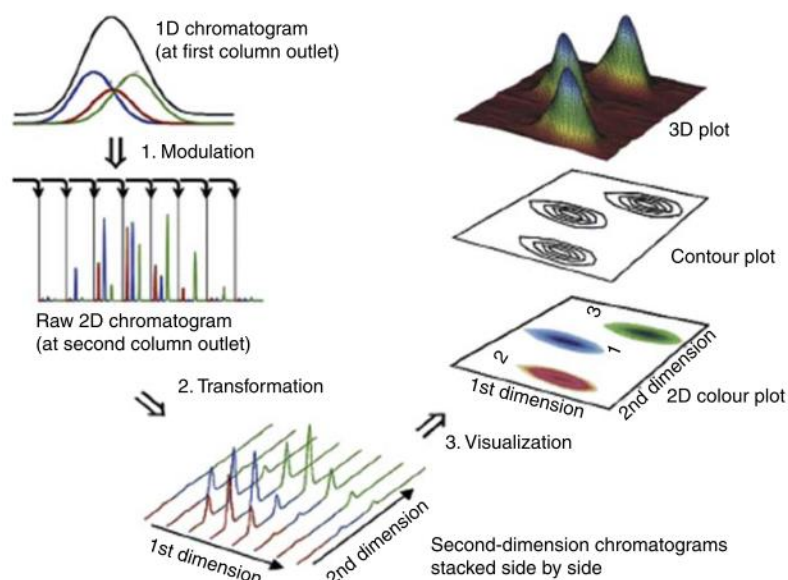 1D chromatogram
(at first column outlet)
1. Modulation
Raw 2D chromatogram
(at second column outlet)
2. Transformation
1st dimension
2nd dimension
Second-dimension chromatograms
stacked side by side
3. Visualization
3D plot
Contour plot
3
1
2
1st dimension
2nd dimension
2D colour plot